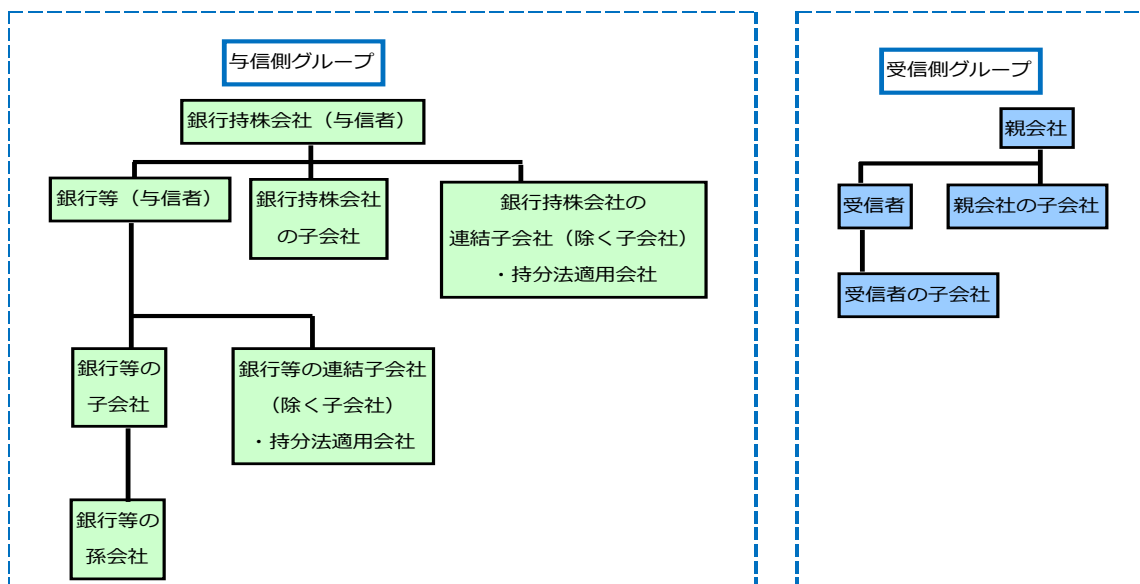 与信側グループ
銀行持株会社（与信者）
銀行等（与信者）
銀行持株会社
の子会社
銀行持株会社の
連結子会社（除く子会社）
・持分法適用会社
銀行等の
子会社
銀行等の連結子会社
（除く子会社）
・持分法適用会社
銀行等の
孫会社
受信側グループ
親会社
受信者
親会社の子会社
受信者の子会社